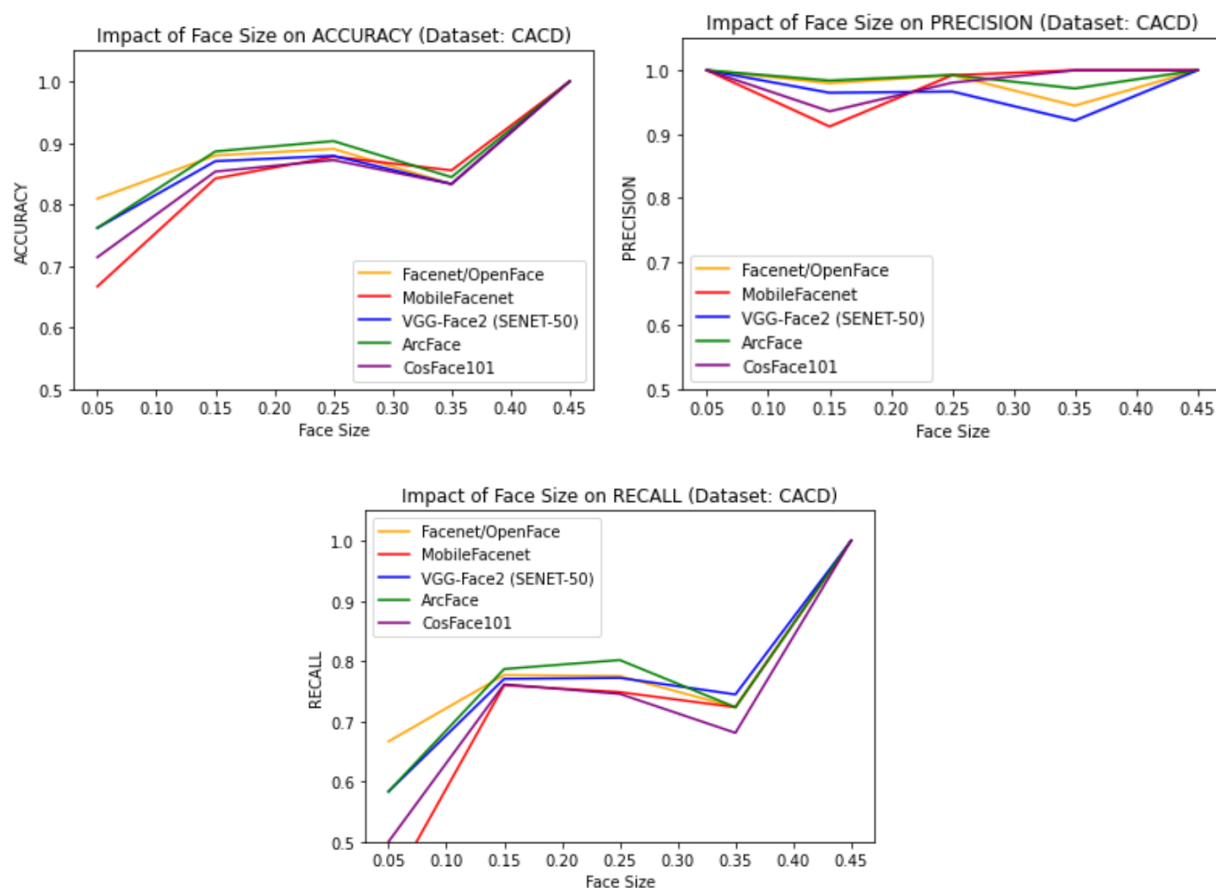 Impact of Face Size on ACCURACY (Dataset: CACD)
1.0
0.9
0.8
0.7
0.6
0.5
ACCURACY
Facenet/OpenFace
MobileFacenet
VGG-Face2 (SENET-50)
ArcFace
CosFace101
0.05 0.10 0.15 0.20 0.25 0.30 0.35 0.40 0.45
Face Size
Impact of Face Size on PRECISION (Dataset: CACD)
1.0
0.9
0.8
0.7
0.6
0.5
PRECISION
Facenet/OpenFace
MobileFacenet
VGG-Face2 (SENET-50)
ArcFace
CosFace101
0.05 0.10 0.15 0.20 0.25 0.30 0.35 0.40 0.45
Face Size
Impact of Face Size on RECALL (Dataset: CACD)
Facenet/OpenFace
MobileFacenet
VGG-Face2 (SENET-50)
ArcFace
CosFace101
1.0
0.9
0.8
0.7
0.6
0.5
RECALL
0.05 0.10 0.15 0.20 0.25 0.30 0.35 0.40 0.45
Face Size